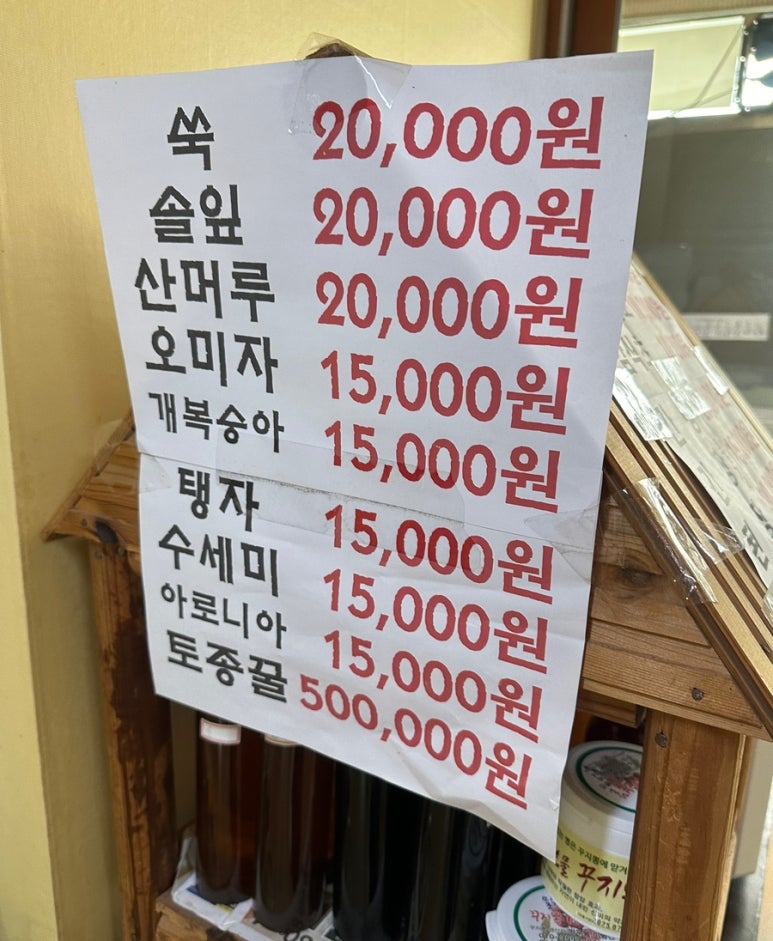 쑥 20,000원
솔잎 20,000원
산머루 20,000원
오미자 15,000원
개복숭아 15,000원
탱자 15,000원
수세미 15,000원
아로니아 15,000원
토종꿀 500,000원